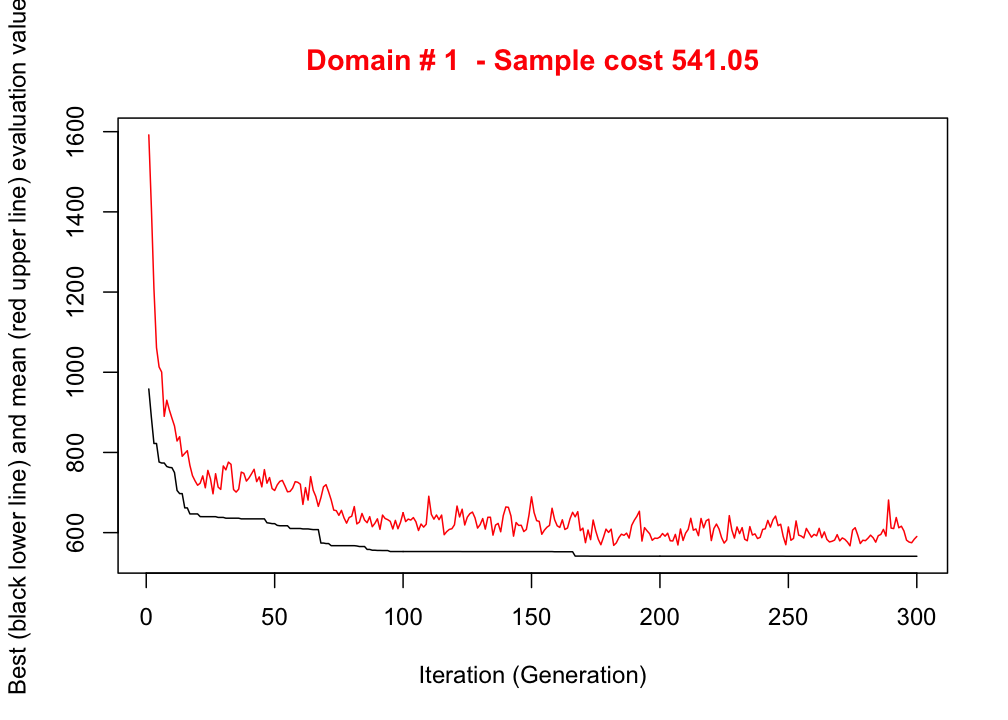 Domain # 1  - Sample cost 541.05
Best (black lower line) and mean (red upper line) evaluation value
1600
1400
1200
1000
800
600
0 50 100 150 200 250 300
Iteration (Generation)